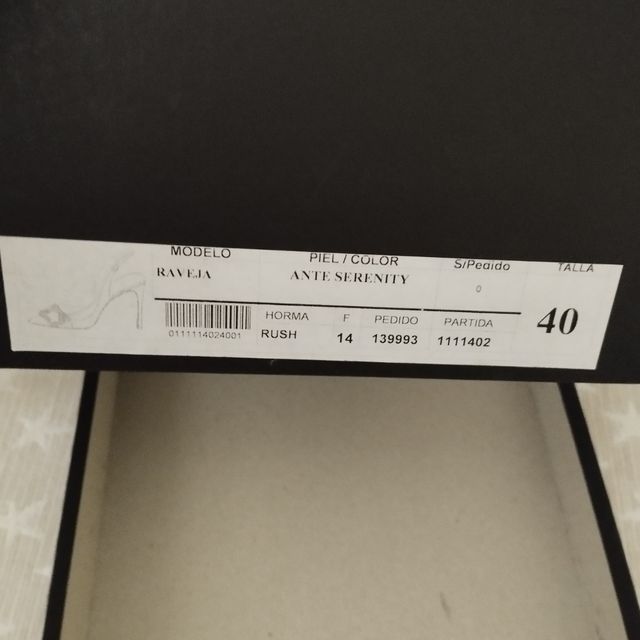 MODELO PIEL / COLOR S/Pedido TALLA
RAVEJA ANTE SERENITY 0
HORMA F PEDIDO PARTIDA 40
0111114024001 RUSH 14 139993 1111402